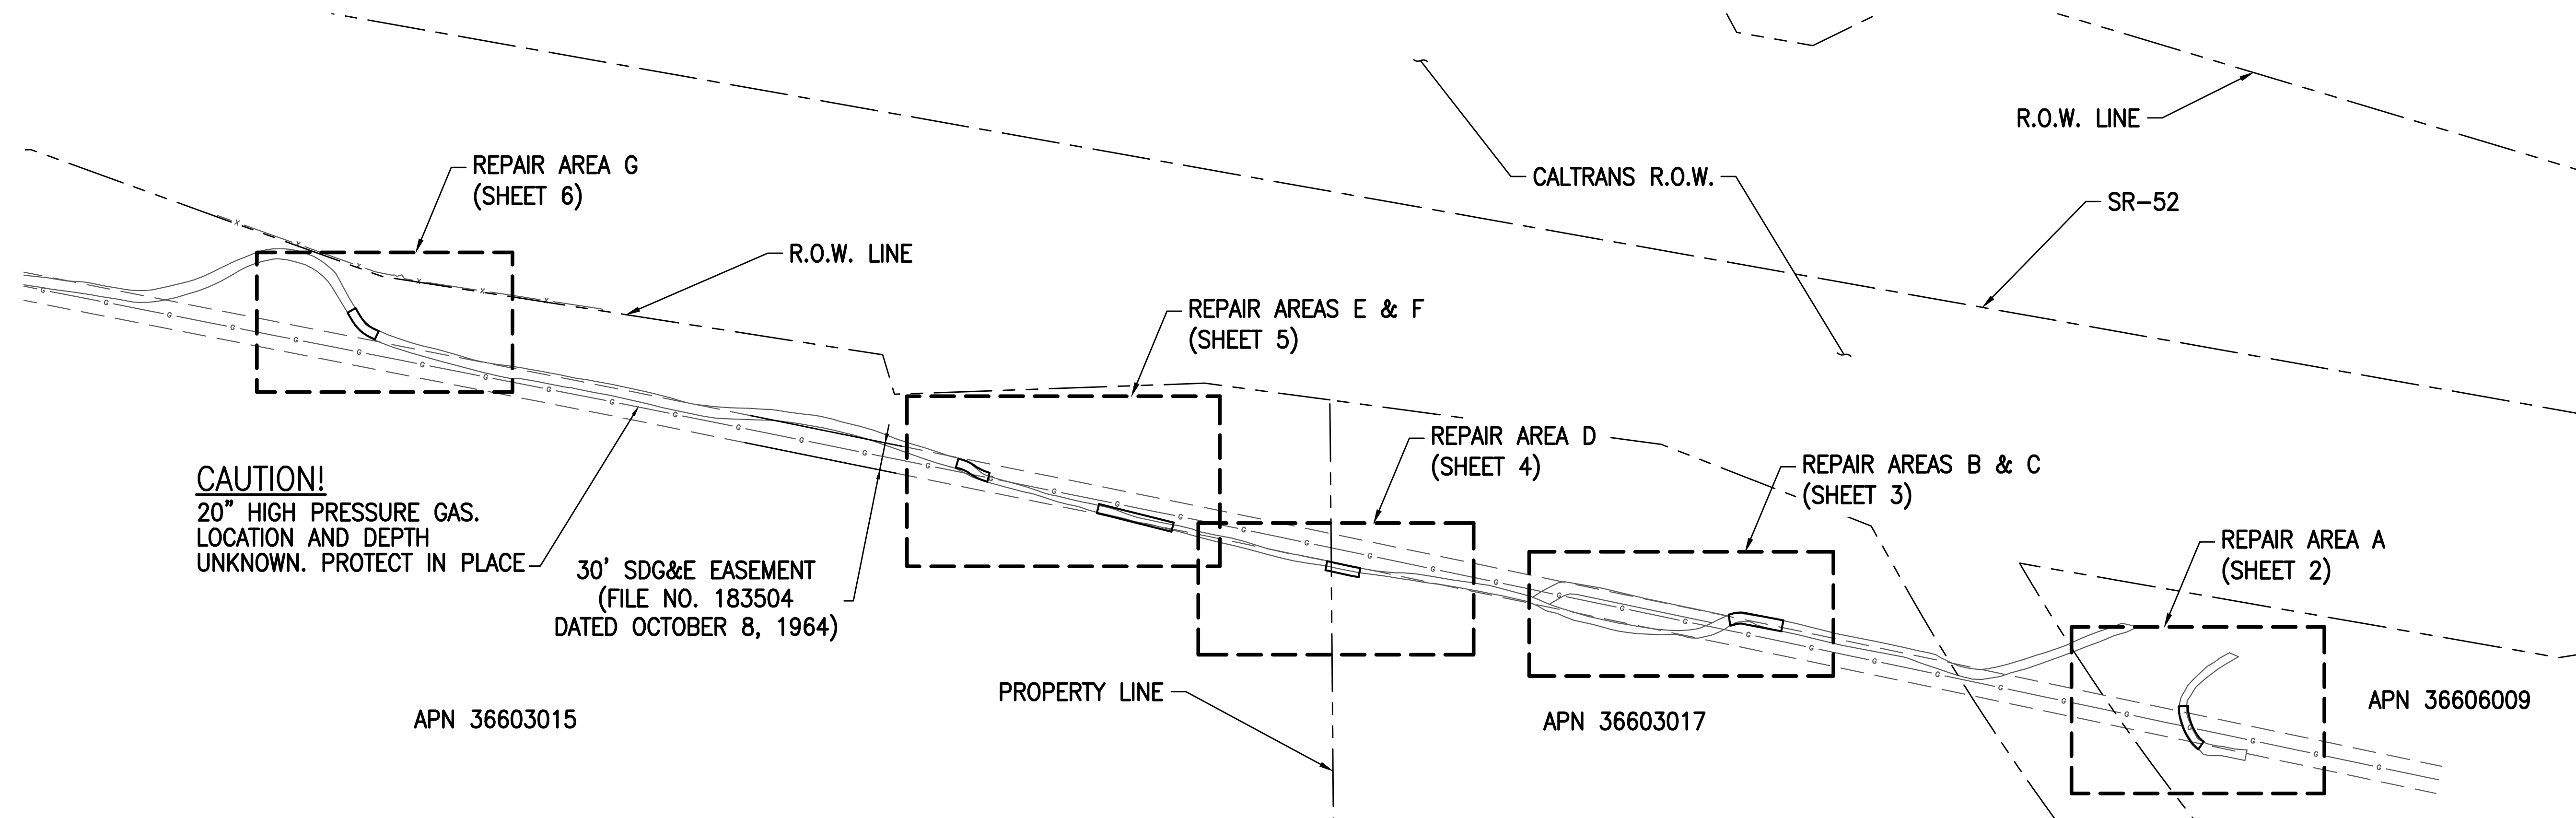 R.O.W. LINE
REPAIR AREA G
(SHEET 6)
CALTRANS R.O.W.
SR-52
R.O.W. LINE
REPAIR AREAS E & F
(SHEET 5)
REPAIR AREA D
(SHEET 4)
REPAIR AREAS B & C
(SHEET 3)
REPAIR AREA A
(SHEET 2)
CAUTION!
20" HIGH PRESSURE GAS.
LOCATION AND DEPTH
UNKNOWN. PROTECT IN PLACE
30' SDG&E EASEMENT
(FILE NO. 183504
DATED OCTOBER 8, 1964)
PROPERTY LINE
APN 36603015
APN 36603017
APN 36606009